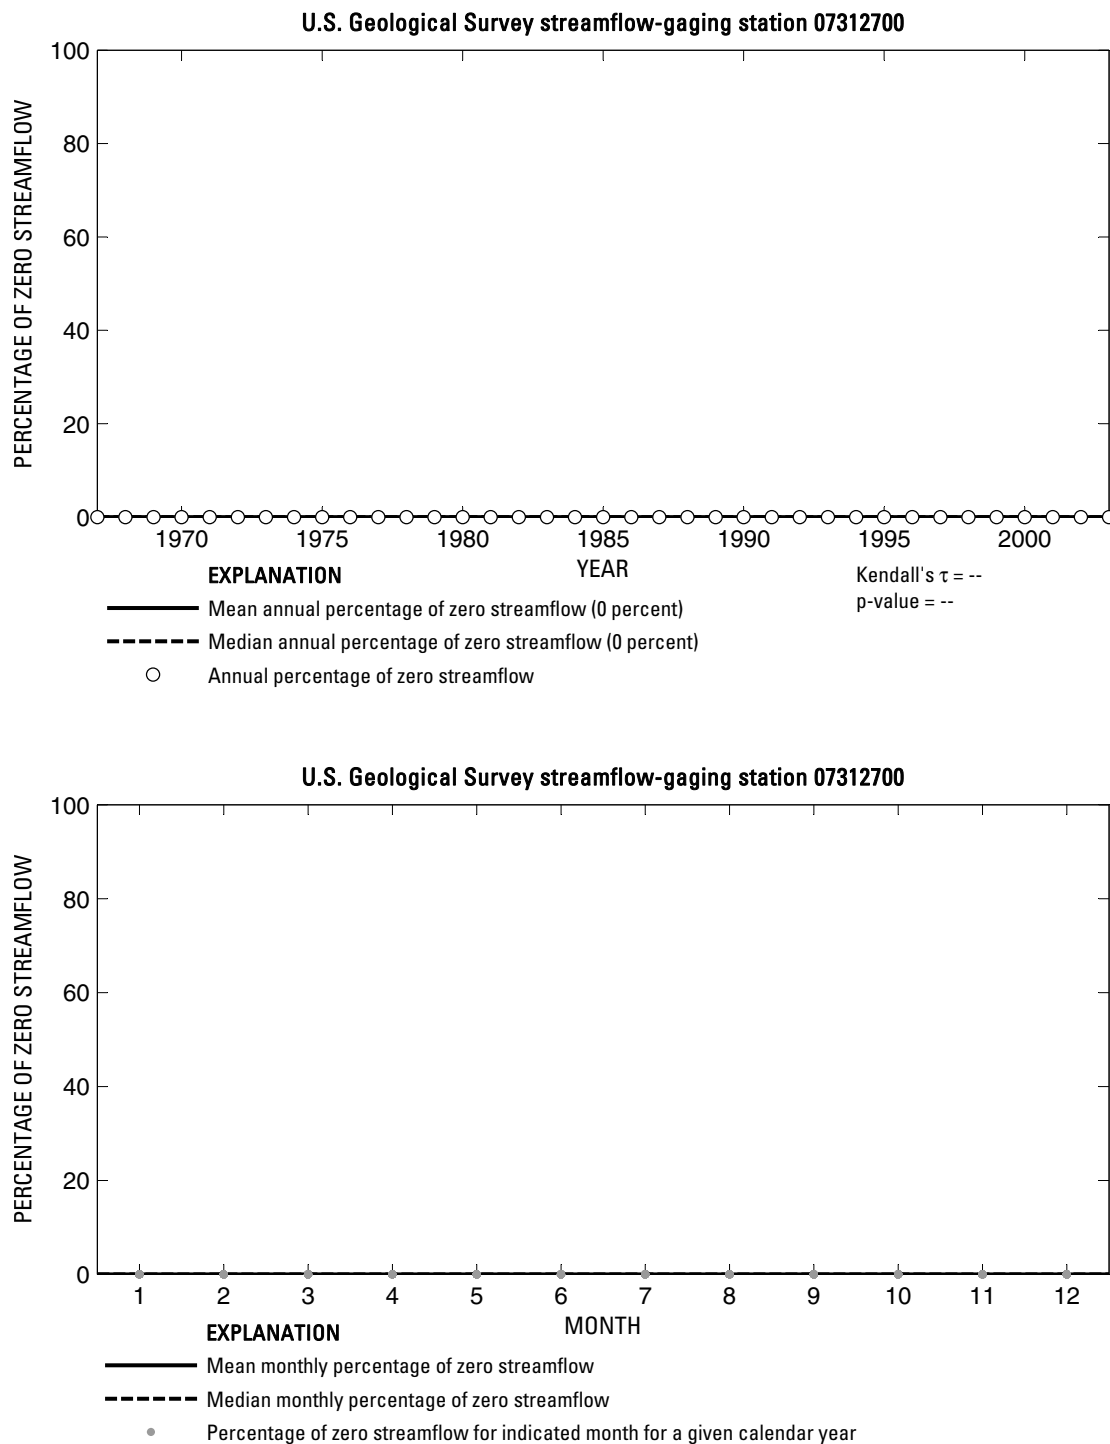 U.S. Geological Survey streamflow-gaging station 07312700
PERCENTAGE OF ZERO STREAMFLOW
100
80
60
40
20
0
1970 1975 1980 1985 1990 1995 2000
YEAR
EXPLANATION
Mean annual percentage of zero streamflow (0 percent)
Median annual percentage of zero streamflow (0 percent)
Annual percentage of zero streamflow
Kendall's τ = --
p-value = --
U.S. Geological Survey streamflow-gaging station 07312700
PERCENTAGE OF ZERO STREAMFLOW
100
80
60
40
20
0
1 2 3 4 5 6 7 8 9 10 11 12
MONTH
EXPLANATION
Mean monthly percentage of zero streamflow
Median monthly percentage of zero streamflow
Percentage of zero streamflow for indicated month for a given calendar year